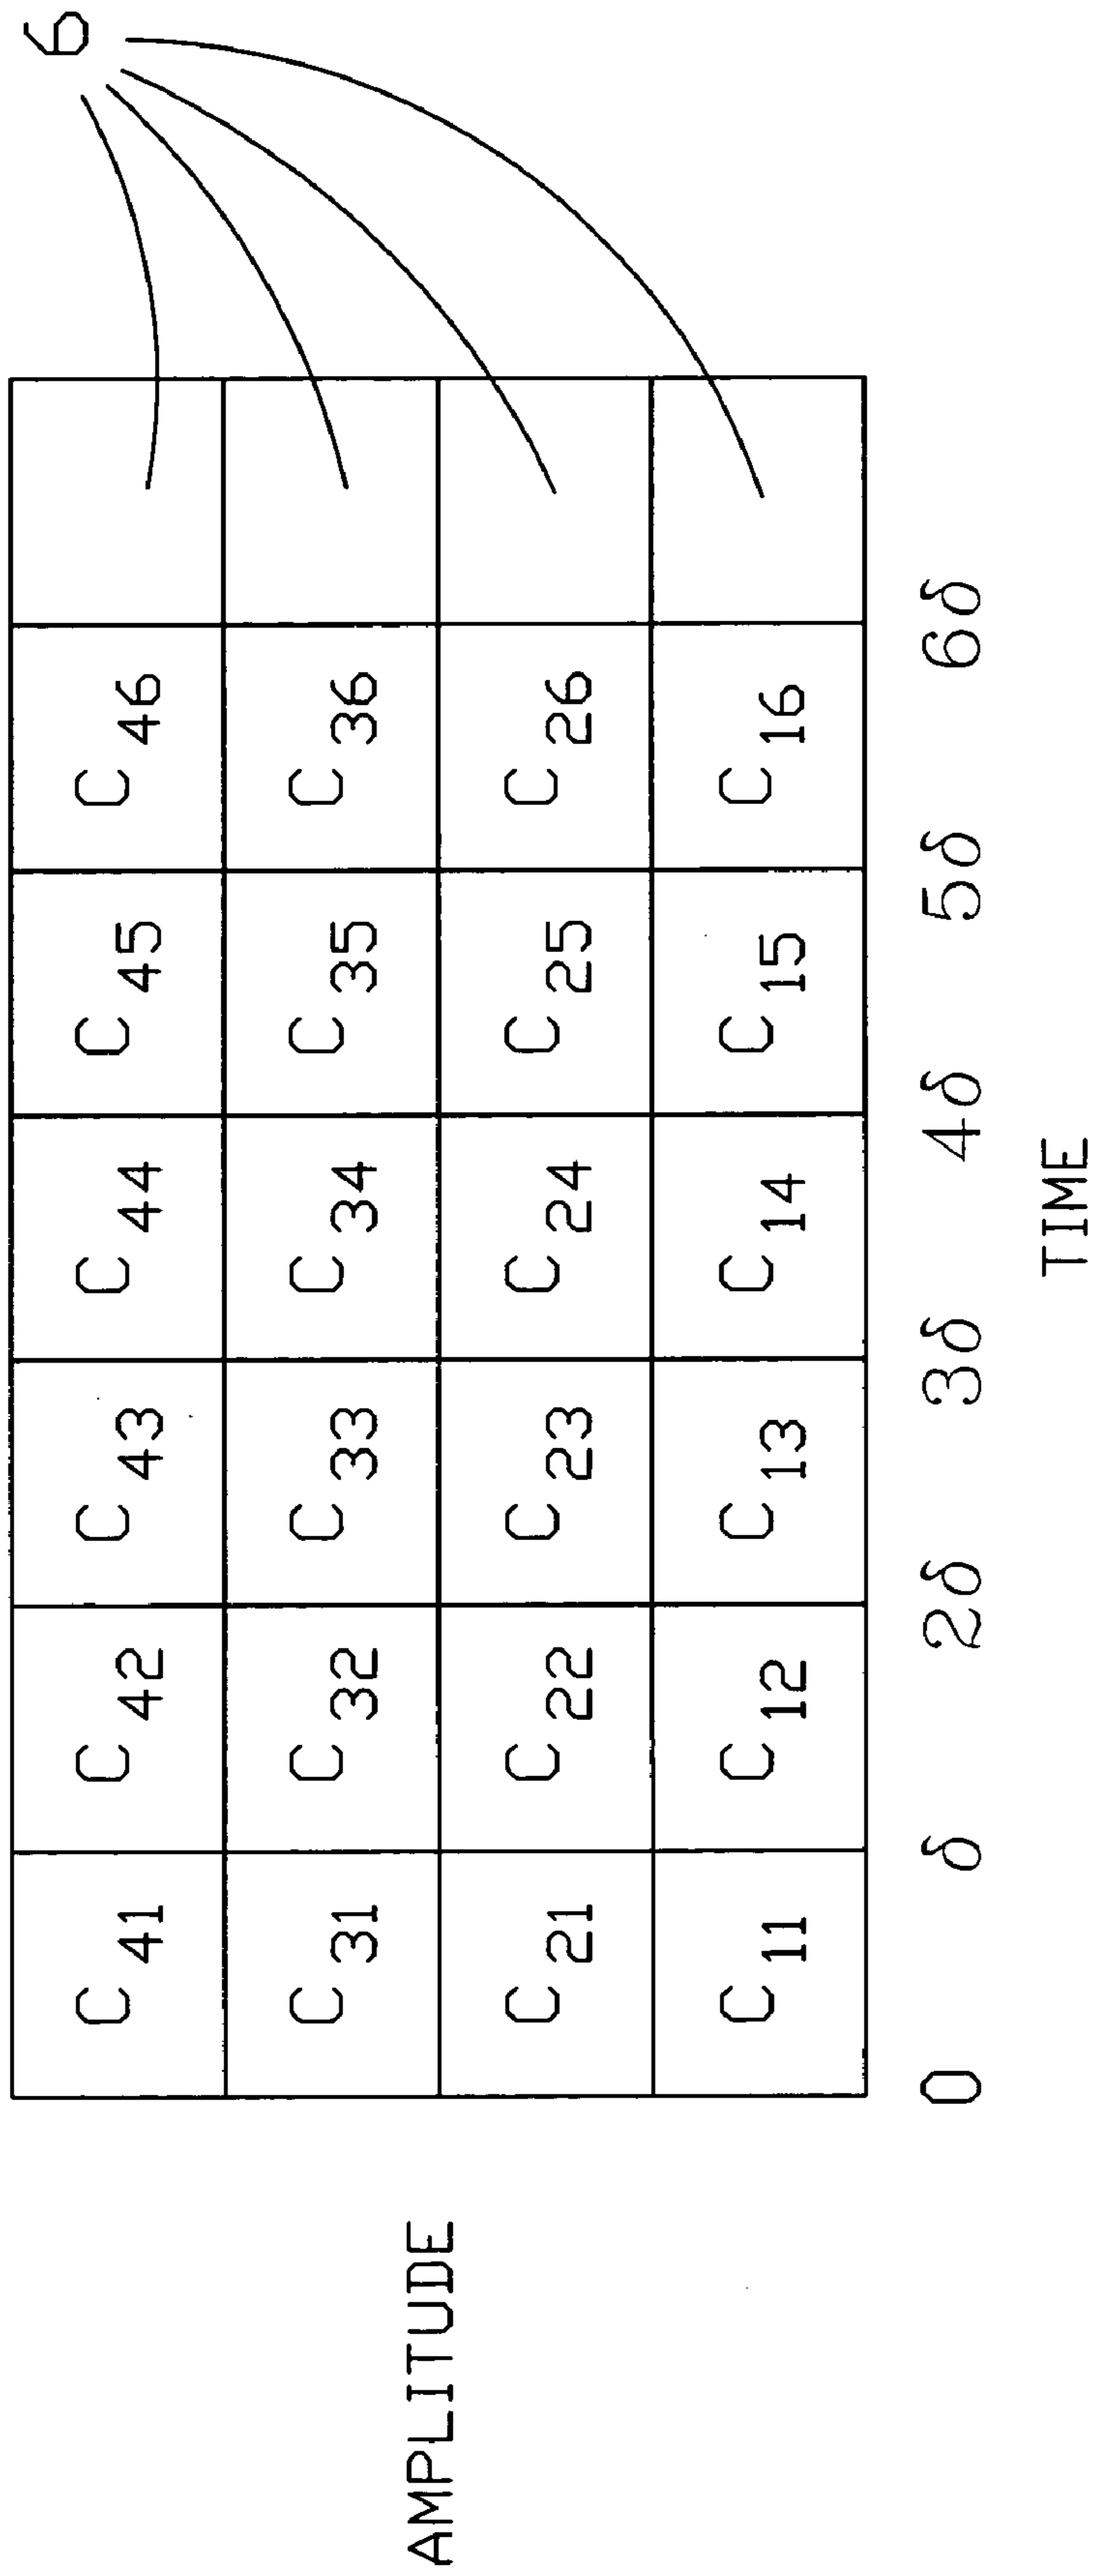 6
C 41 C 42 C 43 C 44 C 45 C 46
C 31 C 32 C 33 C 34 C 35 C 36
AMPLITUDE
C 21 C 22 C 23 C 24 C 25 C 26
C 11 C 12 C 13 C 14 C 15 C 16
0 δ 2δ 3δ 4δ 5δ 6δ
TIME